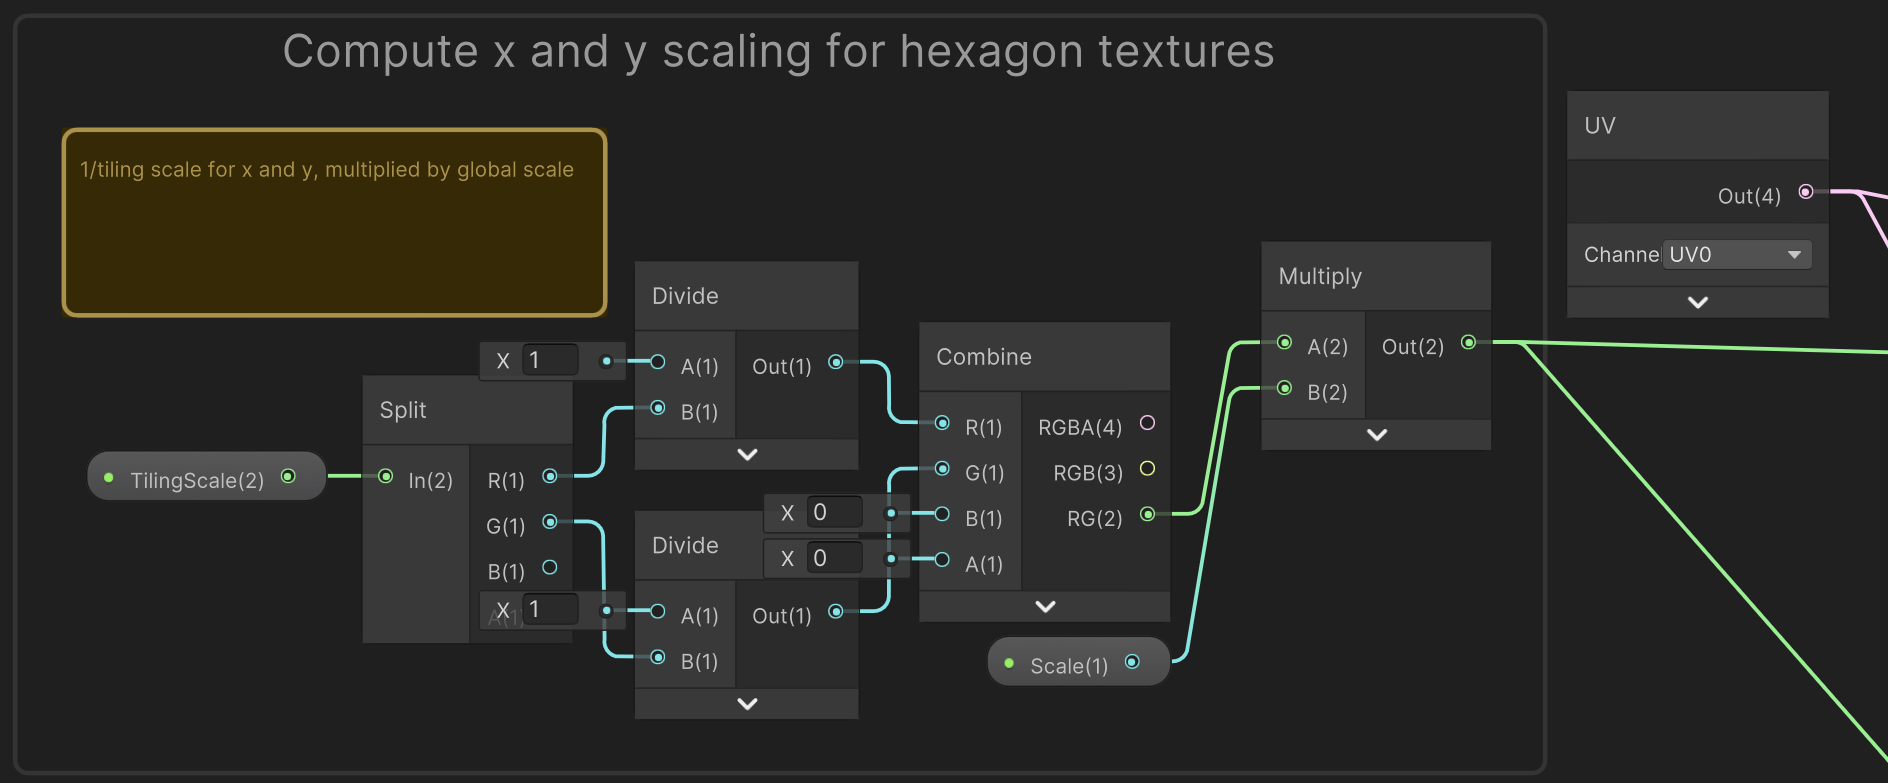 Compute x and y scaling for hexagon textures
1/tiling scale for x and y, multiplied by global scale
TilingScale(2)
Split
In(2)
R(1)
G(1)
B(1)
A(1)
X 1
Divide
A(1)
B(1)
Out(1)
X 1
Divide
A(1)
B(1)
Out(1)
X 0
X 0
Combine
R(1)
G(1)
B(1)
A(1)
RGBA(4)
RGB(3)
RG(2)
Scale(1)
Multiply
A(2)
B(2)
Out(2)
UV
Out(4)
Channe
UV0